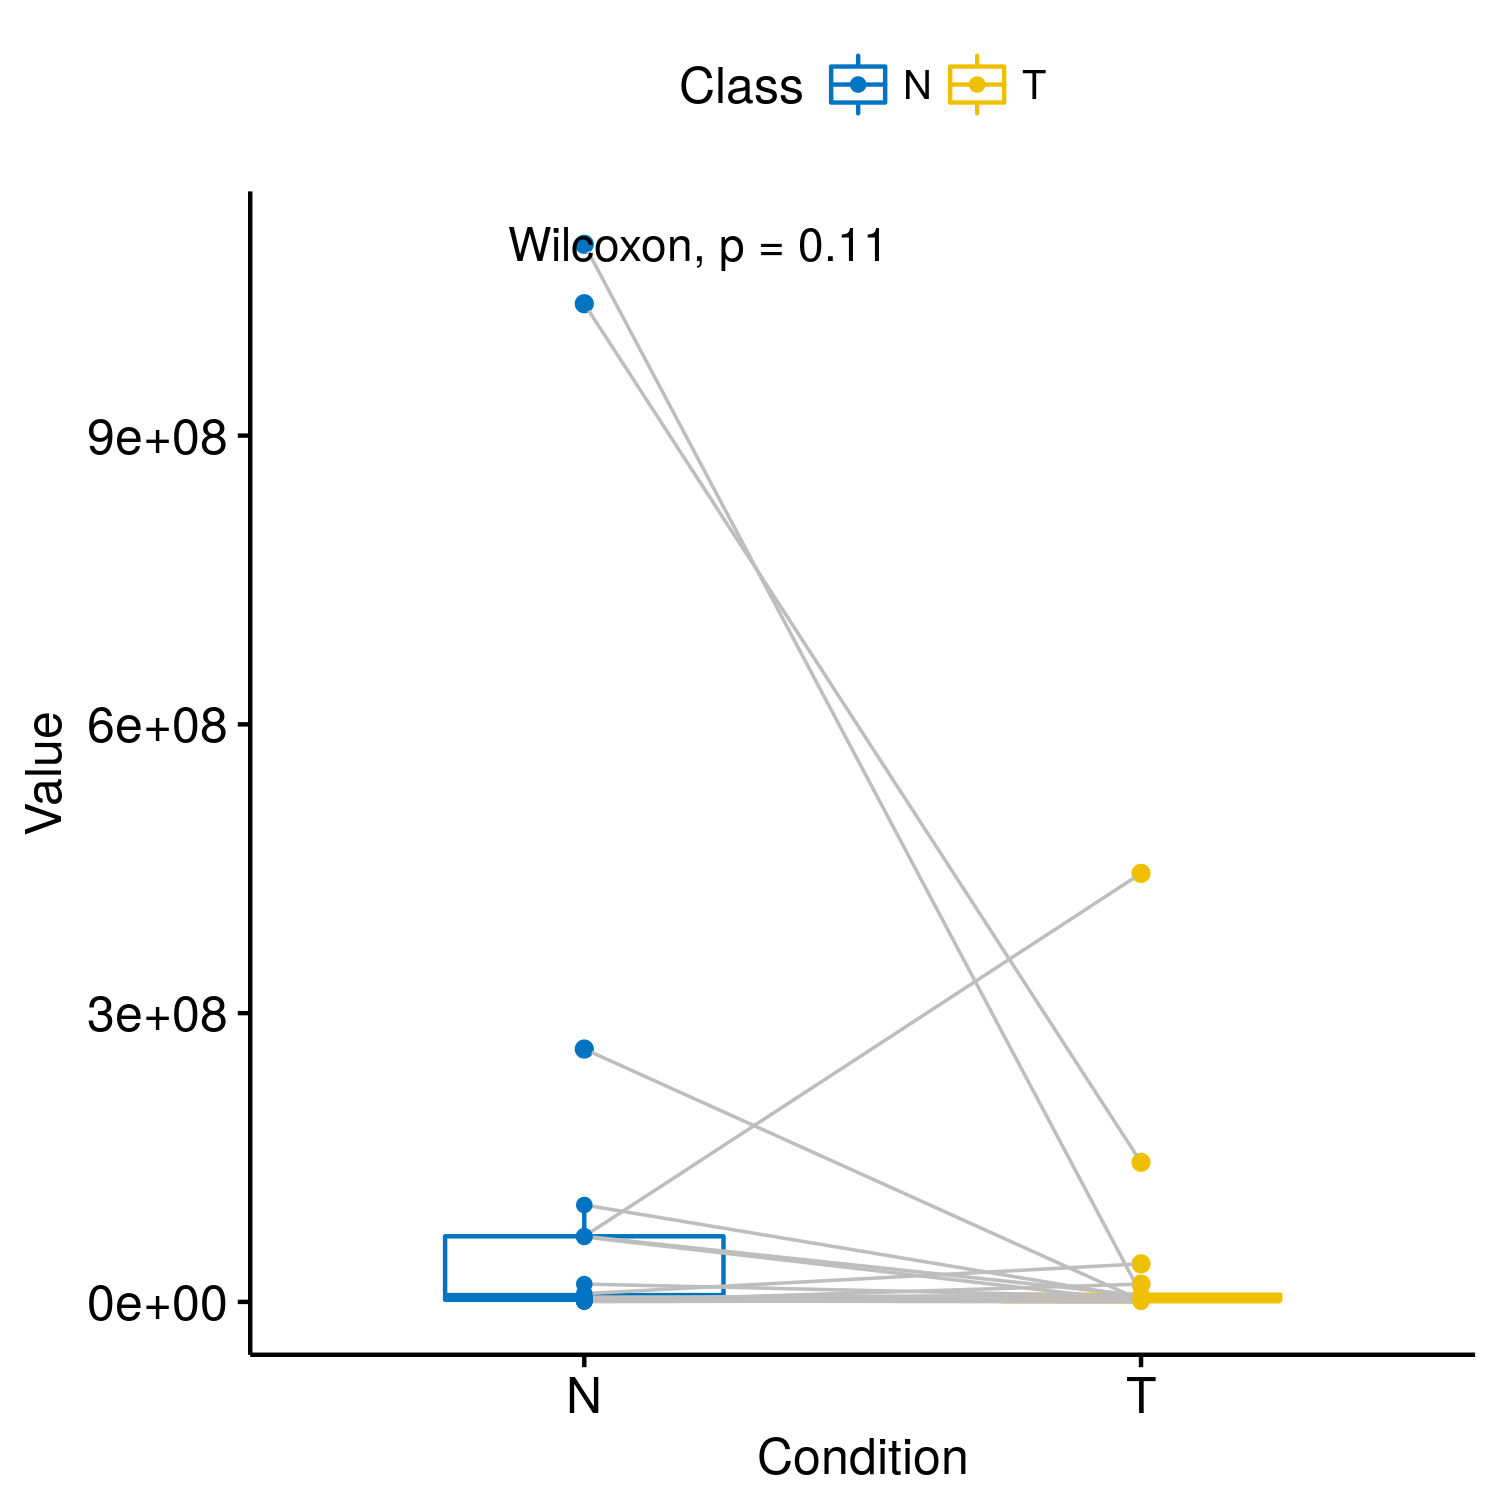 Class N T
Wilcoxon, p = 0.11
9e+08
6e+08
3e+08
0e+00
Value
N T
Condition